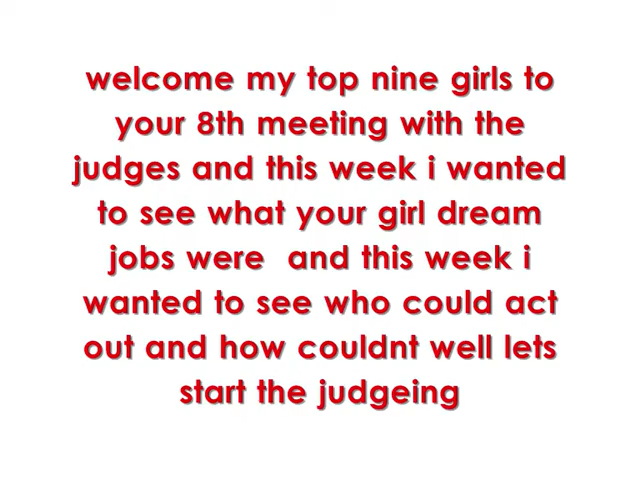 welcome my top nine girls to
your 8th meeting with the
judges and this week i wanted
to see what your girl dream
jobs were  and this week i
wanted to see who could act
out and how couldnt well lets
start the judgeing